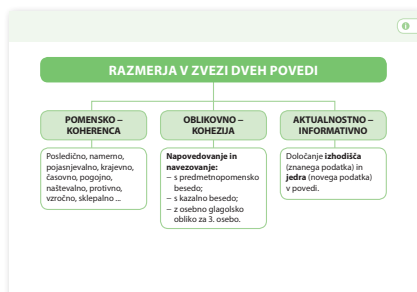 RAZMERJA V ZVEZI DVEH POVEDI
POMENSKO –
KOHERENCA
Posledično, namerno,
pojasnjevalno, krajevno,
časovno, pogojno,
naštevalno, protivno,
vzročno, sklepalno ...
OBLIKOVNO –
KOHEZIJA
Napovedovanje in
navezovanje:
– s predmetnopomensko
besedo;
– s kazalno besedo;
– z osebno glagolsko
obliko za 3. osebo.
AKTUALNOSTNO –
INFORMATIVNO
Določanje izhodišča
(znanega podatka) in
jedra (novega podatka)
v povedi.